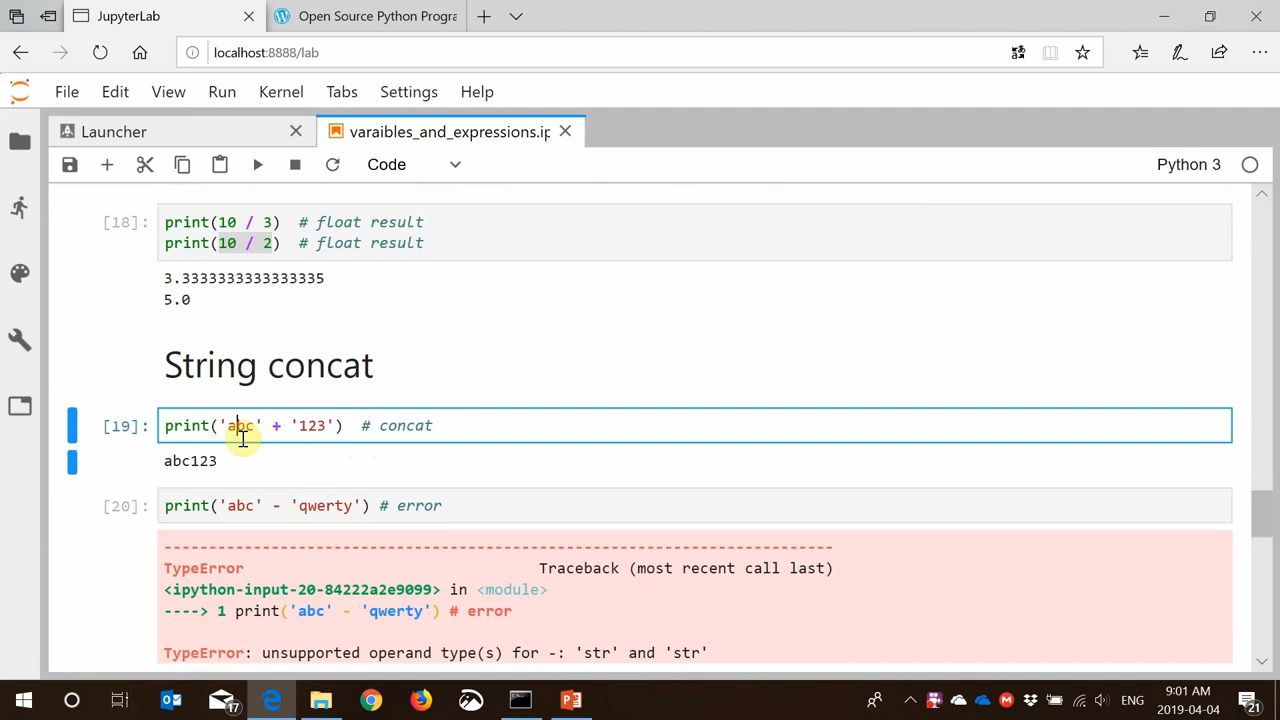 JupyterLab
Open Source Python Progra
localhost:8888/lab
File Edit View Run Kernel Tabs Settings Help
Launcher
varaibles_and_expressions.ip
Code
Python 3
[18]:
print(10 / 3)  # float result
print(10 / 2)  # float result
3.3333333333333335
5.0
String concat
[19]:
print('abc' + '123')  # concat
abc123
[20]:
print('abc' - 'qwerty') # error
---------------------------------------------------------------------------
TypeError Traceback (most recent call last)
<ipython-input-20-84222a2e9099> in <module>
----> 1 print('abc' - 'qwerty') # error
TypeError: unsupported operand type(s) for -: 'str' and 'str'
17
ENG
9:01 AM
2019-04-04
21